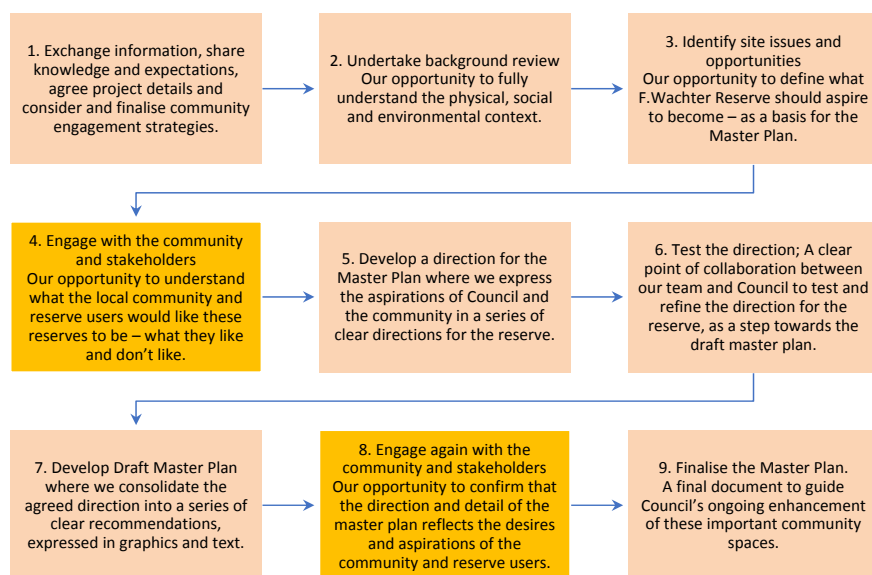 1. Exchange information, share
knowledge and expectations,
agree project details and
consider and finalise community
engagement strategies.
2. Undertake background review
Our opportunity to fully
understand the physical, social
and environmental context.
3. Identify site issues and
opportunities
Our opportunity to define what
F.Wachter Reserve should aspire
to become – as a basis for the
Master Plan.
4. Engage with the community
and stakeholders
Our opportunity to understand
what the local community and
reserve users would like these
reserves to be – what they like
and don’t like.
5. Develop a direction for the
Master Plan where we express
the aspirations of Council and
the community in a series of
clear directions for the reserve.
6. Test the direction; A clear
point of collaboration between
our team and Council to test and
refine the direction for the
reserve, as a step towards the
draft master plan.
7. Develop Draft Master Plan
where we consolidate the
agreed direction into a series of
clear recommendations,
expressed in graphics and text.
8. Engage again with the
community and stakeholders
Our opportunity to confirm that
the direction and detail of the
master plan reflects the desires
and aspirations of the
community and reserve users.
9. Finalise the Master Plan.
A final document to guide
Council’s ongoing enhancement
of these important community
spaces.